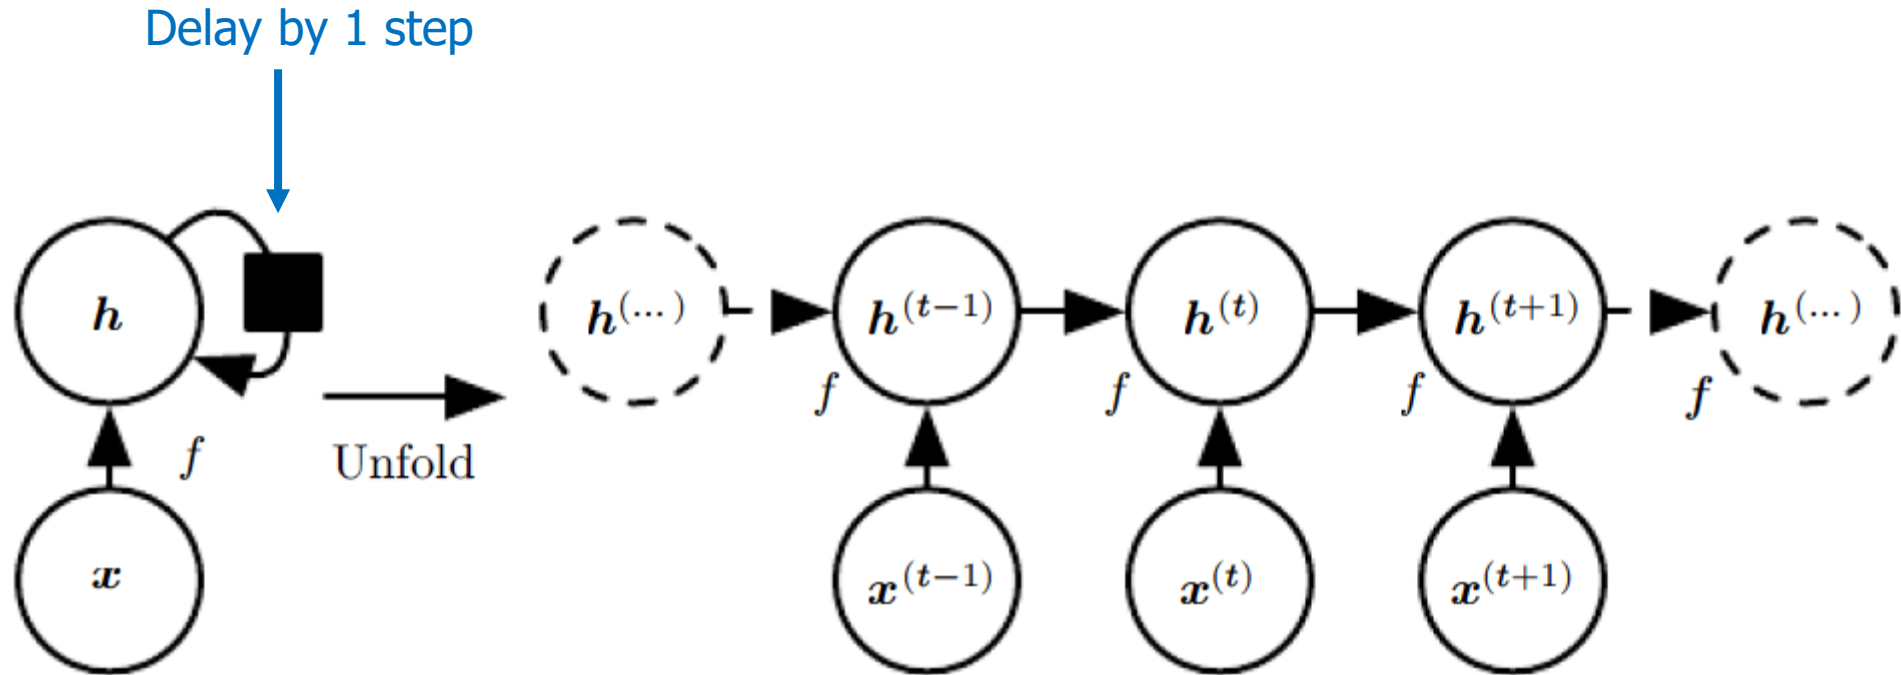 Delay by 1 step
h
f
x
Unfold
h^(...)
h^(t−1)
h^(t)
h^(t+1)
h^(...)
f
f
f
f
x^(t−1)
x^(t)
x^(t+1)